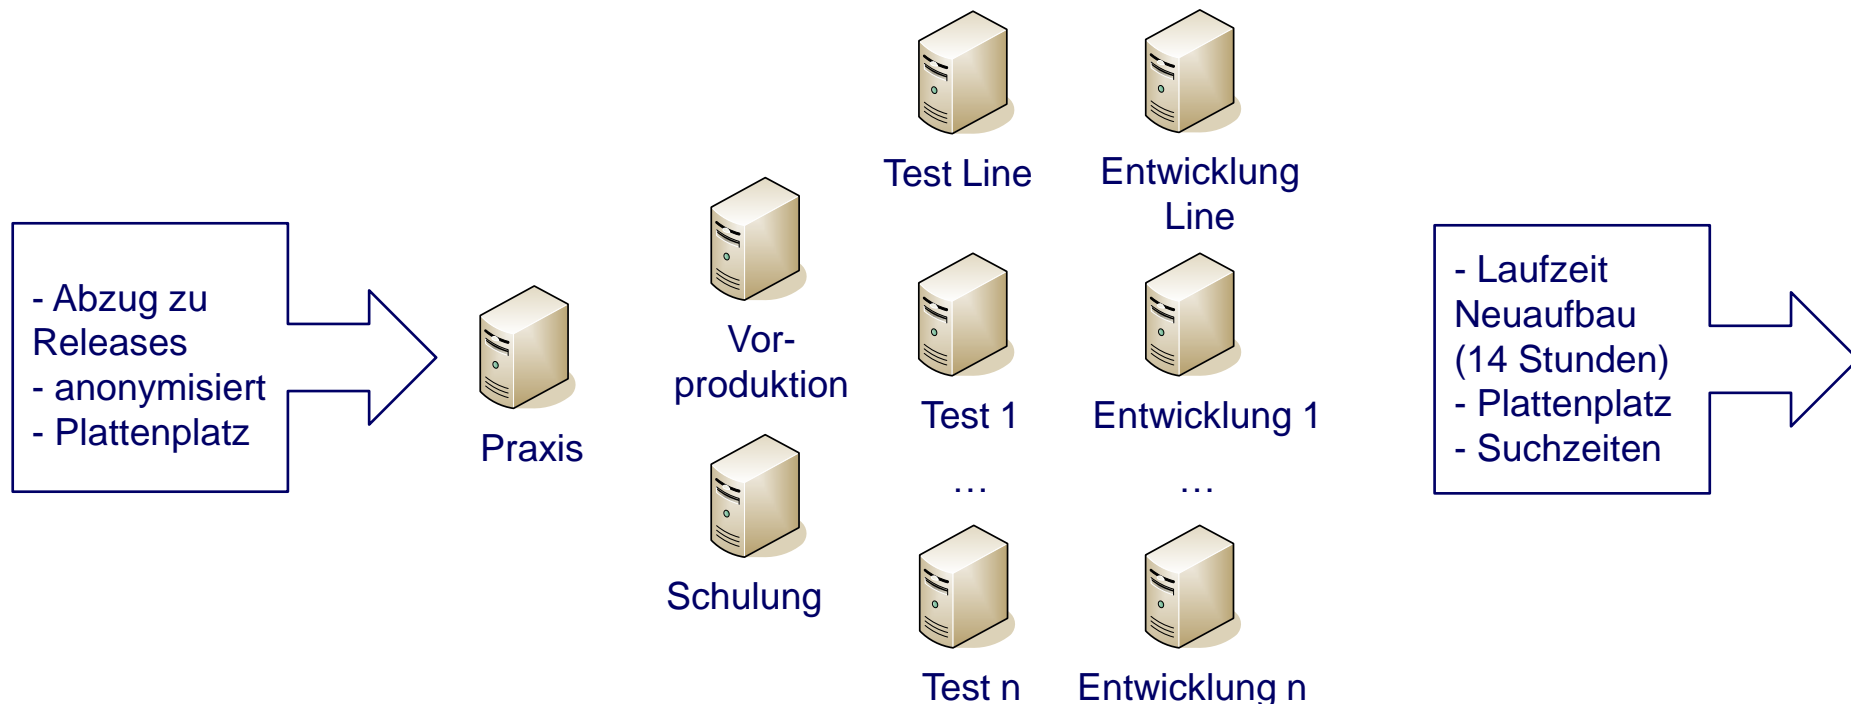 - Abzug zu
Releases
- anonymisiert
- Plattenplatz
Praxis
Vor-
produktion
Schulung
Test Line
Entwicklung
Line
Test 1
Entwicklung 1
...
...
Test n
Entwicklung n
- Laufzeit
Neuaufbau
(14 Stunden)
- Plattenplatz
- Suchzeiten